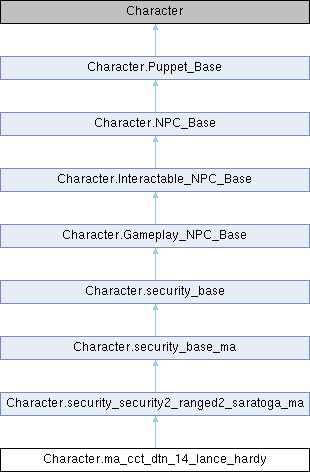 Character
Character.Puppet_Base
Character.NPC_Base
Character.Interactable_NPC_Base
Character.Gameplay_NPC_Base
Character.security_base
Character.security_base_ma
Character.security_security2_ranged2_saratoga_ma
Character.ma_cct_dtn_14_lance_hardy